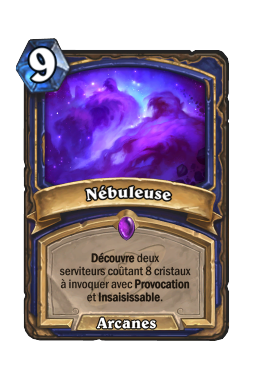 9
Nébuleuse
Découvre deux
serviteurs coûtant 8 cristaux
à invoquer avec Provocation
et Insaisissable.
Arcanes